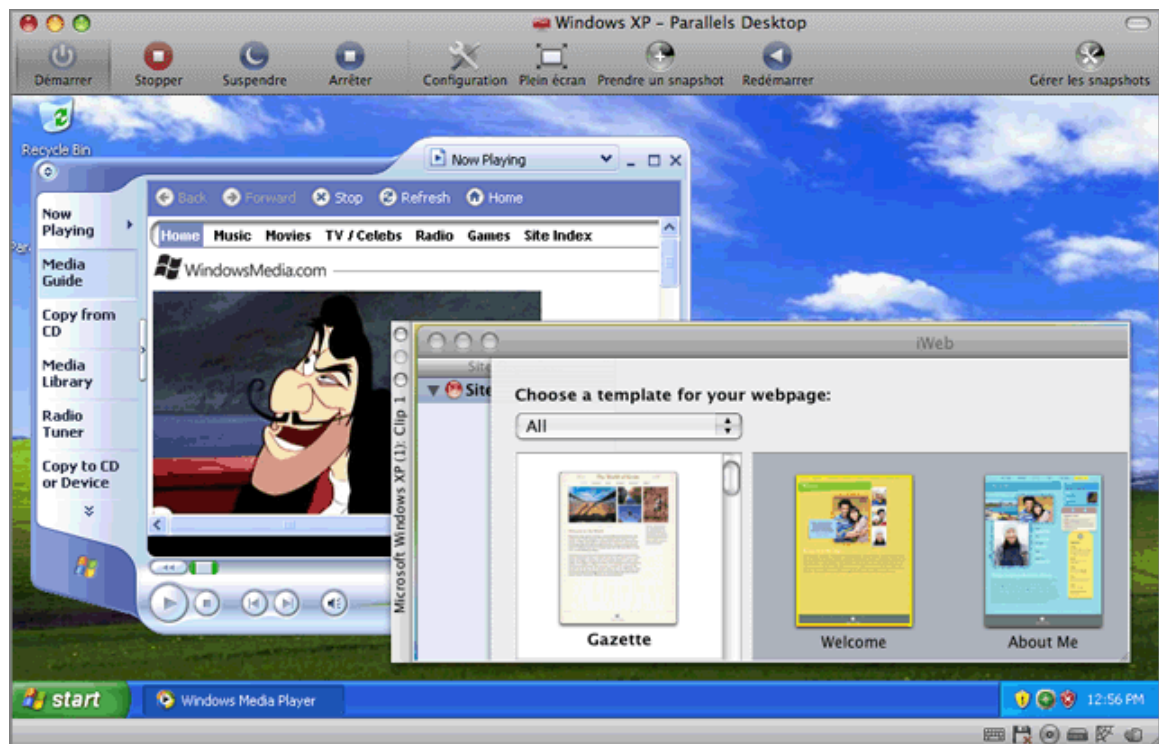 Windows XP – Parallels Desktop
Démarrer Stopper Suspendre Arrêter Configuration Plein écran Prendre un snapshot Redémarrer Gérer les snapshots
Recycle Bin
Now Playing
Back Forward Stop Refresh Home
Now
Playing
Home Music Movies TV / Celebs Radio Games Site Index
WindowsMedia.com
Media
Guide
Copy from
CD
Media
Library
Radio
Tuner
Copy to CD
or Device
Microsoft Windows XP (1): Clip 1
iWeb
Site
Choose a template for your webpage:
All
Gazette
Welcome
About Me
start
Windows Media Player
12:56 PM